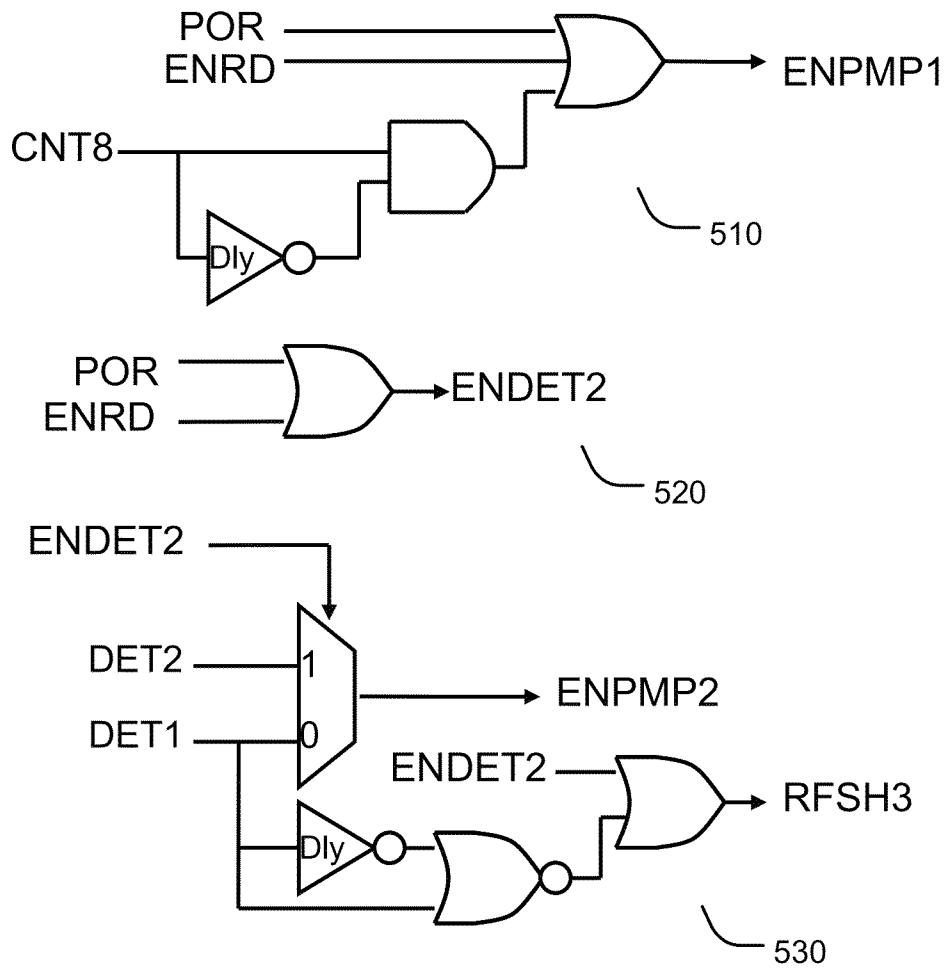 POR
ENRD
ENPMP1
CNT8
Dly
510
POR
ENRD
ENDET2
520
ENDET2
DET2
1
ENPMP2
DET1
0
ENDET2
RFSH3
Dly
530